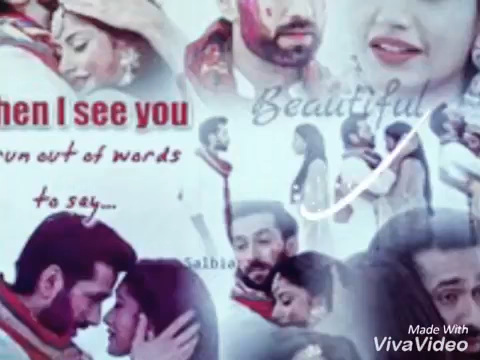 hen I see you
Beautiful
run out of words
to say...
Salbia
Made With
VivaVideo